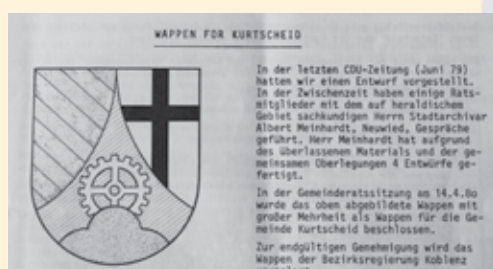 WAPPEN FÜR KURTSCHEID
In der letzten CDU-Zeitung (Juni 79)
hatten wir einen Entwurf vorgestellt.
In der Zwischenzeit haben einige Rats-
mitglieder mit dem auf heraldischem
Gebiet sachkundigen Herrn Stadtarchivar
Albert Meinhardt, Neuwied, Gespräche
geführt. Herr Meinhardt hat aufgrund
des überlassenem Materials und der ge-
meinsamen Überlegungen 4 Entwürfe ge-
fertigt.
In der Gemeinderatssitzung am 14.4.8o
wurde das oben abgebildete Wappen mit
großer Mehrheit als Wappen für die Ge-
meinde Kurtscheid beschlossen.
Zur endgültigen Genehmigung wird das
Wappen der Bezirksregierung Koblenz